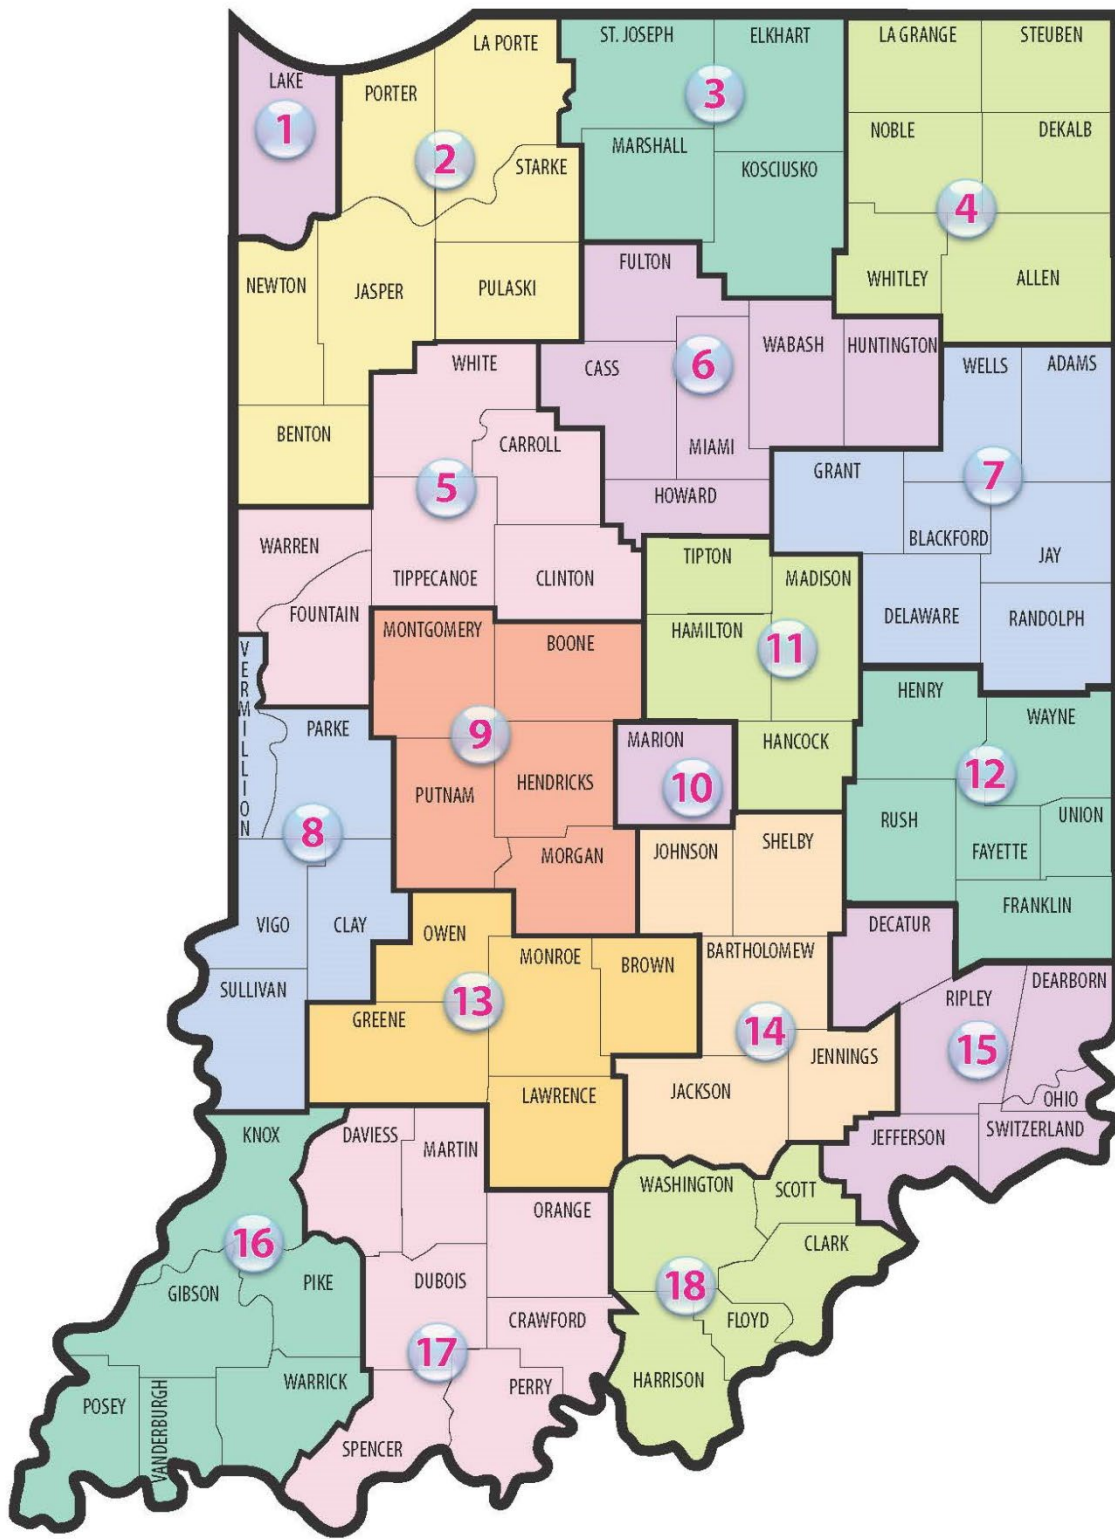 LA PORTE
ST. JOSEPH
ELKHART
LA GRANGE
STEUBEN
LAKE
PORTER
1
3
2
MARSHALL
NOBLE
DEKALB
STARKE
KOSCIUSKO
4
NEWTON
JASPER
PULASKI
FULTON
WHITLEY
ALLEN
WHITE
CASS
6
WABASH
HUNTINGTON
WELLS
ADAMS
BENTON
CARROLL
MIAMI
5
GRANT
7
HOWARD
WARREN
BLACKFORD
TIPPECANOE
CLINTON
TIPTON
MADISON
JAY
FOUNTAIN
MONTGOMERY
BOONE
HAMILTON
11
DELAWARE
RANDOLPH
VERMILLION
PARKE
9
HENRY
WAYNE
MARION
HANCOCK
PUTNAM
HENDRICKS
10
12
8
RUSH
UNION
FAYETTE
MORGAN
JOHNSON
SHELBY
FRANKLIN
VIGO
CLAY
OWEN
MONROE
BROWN
BARTHOLOMEW
DECATUR
SULLIVAN
RIPLEY
DEARBORN
GREENE
13
14
15
JENNINGS
LAWRENCE
JACKSON
OHIO
KNOX
DAVIESS
MARTIN
JEFFERSON
SWITZERLAND
WASHINGTON
SCOTT
ORANGE
16
CLARK
GIBSON
PIKE
DUBOIS
18
CRAWFORD
FLOYD
17
POSEY
VANDERBURGH
WARRICK
PERRY
HARRISON
SPENCER